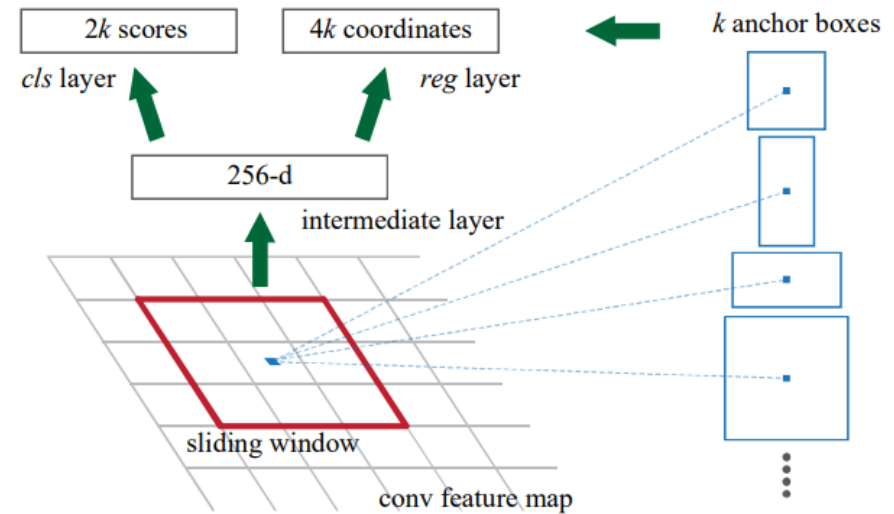 2k scores
4k coordinates
k anchor boxes
cls layer
reg layer
256-d
intermediate layer
sliding window
conv feature map